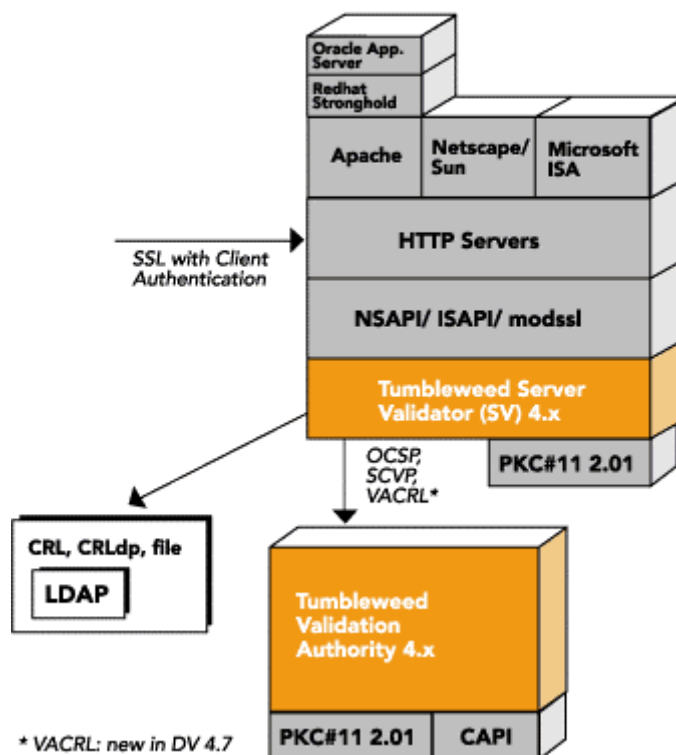 Oracle App.
Server
Redhat
Stronghold
Apache
Netscape/
Sun
Microsoft
ISA
HTTP Servers
SSL with Client
Authentication
NSAPI/ ISAPI/ modssl
Tumbleweed Server
Validator (SV) 4.x
OCSP,
SCVP,
VACRL*
PKC#11 2.01
CRL, CRLdp, file
LDAP
Tumbleweed
Validation
Authority 4.x
PKC#11 2.01
CAPI
* VACRL: new in DV 4.7